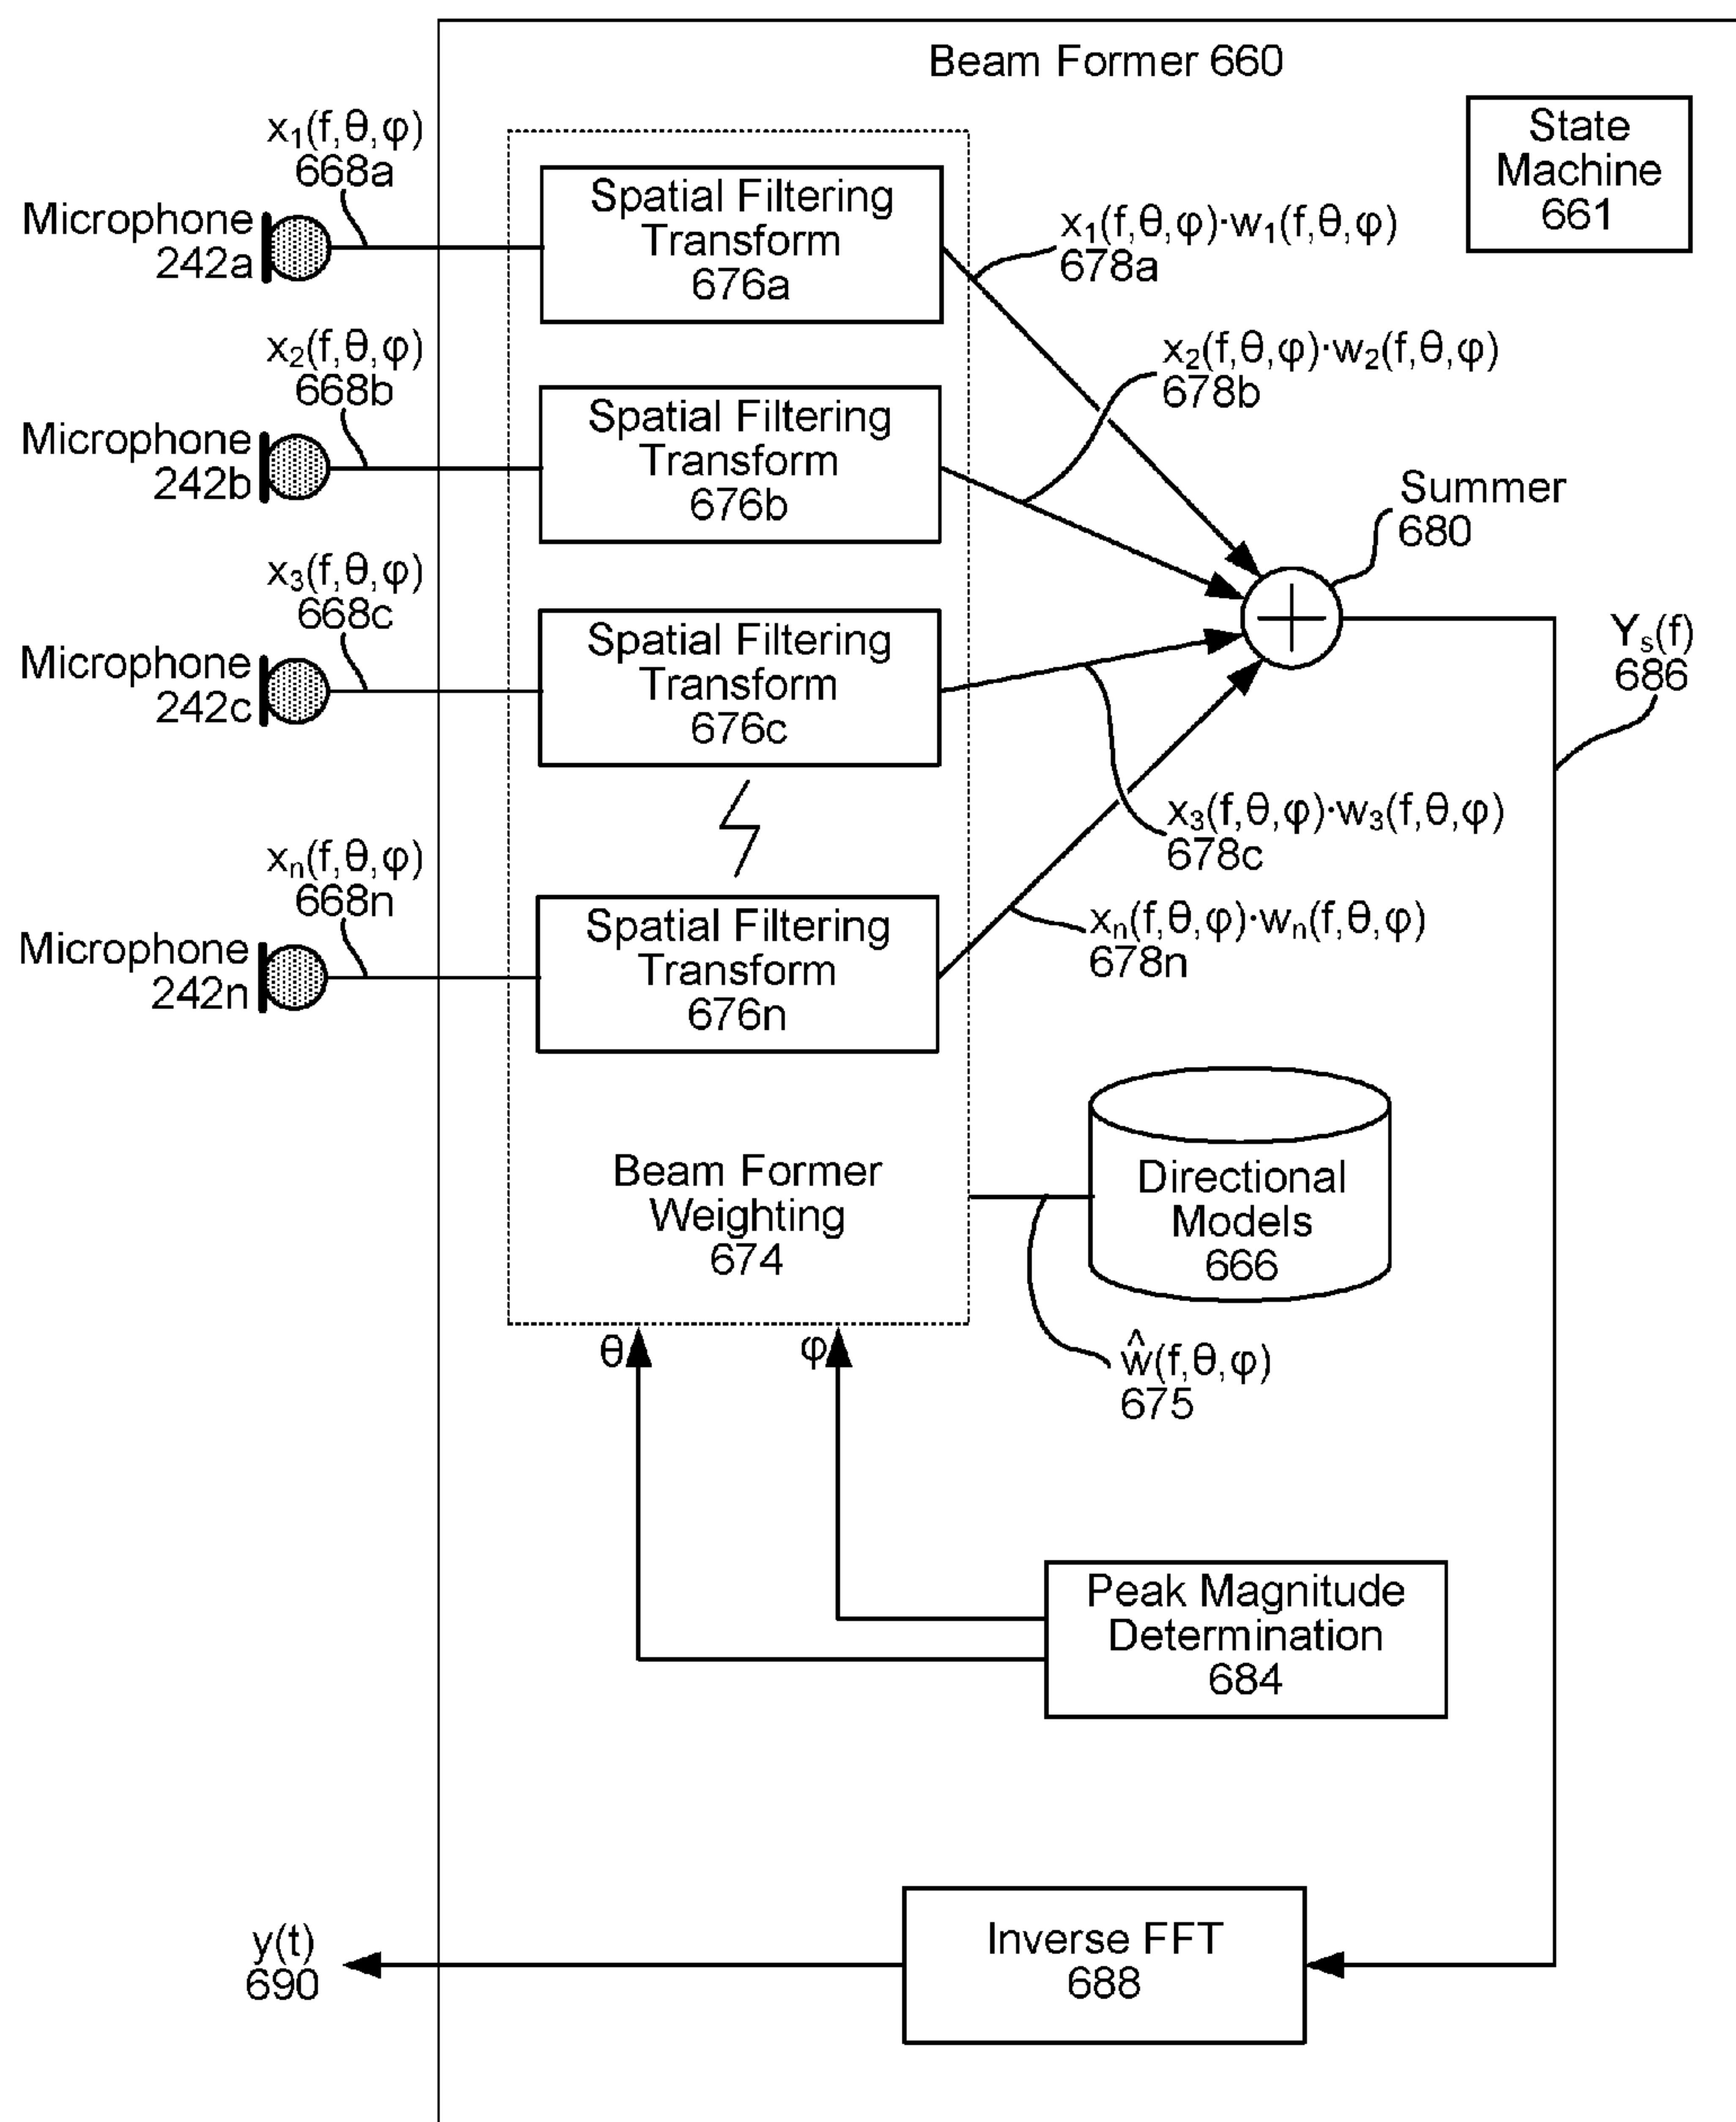 Beam Former 660
State
Machine
661
x₁(f,θ,φ)
668a
Microphone
242a
Spatial Filtering
Transform
676a
x₁(f,θ,φ)·w₁(f,θ,φ)
678a
x₂(f,θ,φ)
668b
Microphone
242b
Spatial Filtering
Transform
676b
x₂(f,θ,φ)·w₂(f,θ,φ)
678b
Summer
680
x₃(f,θ,φ)
668c
Microphone
242c
Spatial Filtering
Transform
676c
Yₛ(f)
686
x₃(f,θ,φ)·w₃(f,θ,φ)
678c
xₙ(f,θ,φ)
668n
Microphone
242n
Spatial Filtering
Transform
676n
xₙ(f,θ,φ)·wₙ(f,θ,φ)
678n
Beam Former
Weighting
674
Directional
Models
666
θ
φ
ŵ(f,θ,φ)
675
Peak Magnitude
Determination
684
Inverse FFT
688
y(t)
690